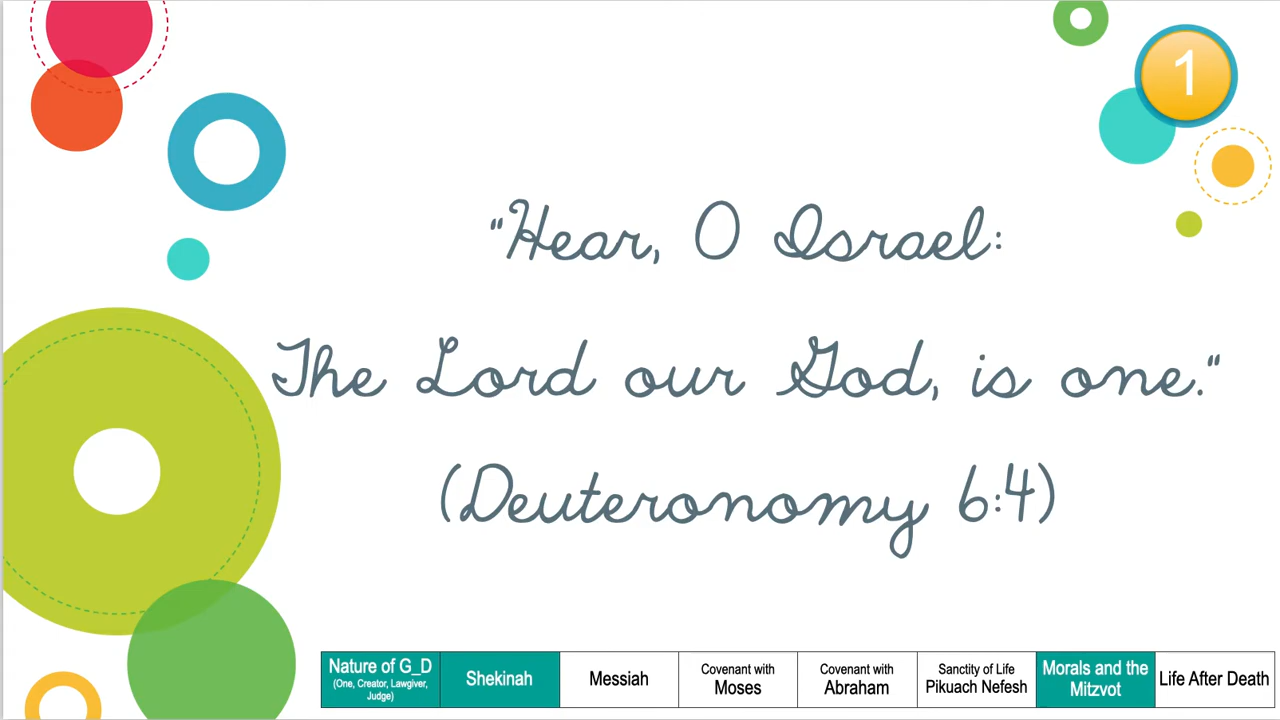 1
"Hear, O Israel:
The Lord our God, is one."
(Deuteronomy 6:4)
Nature of G_D
(One, Creator, Lawgiver,
Judge)
Shekinah
Messiah
Covenant with
Moses
Covenant with
Abraham
Sanctity of Life
Pikuach Nefesh
Morals and the
Mitzvot
Life After Death